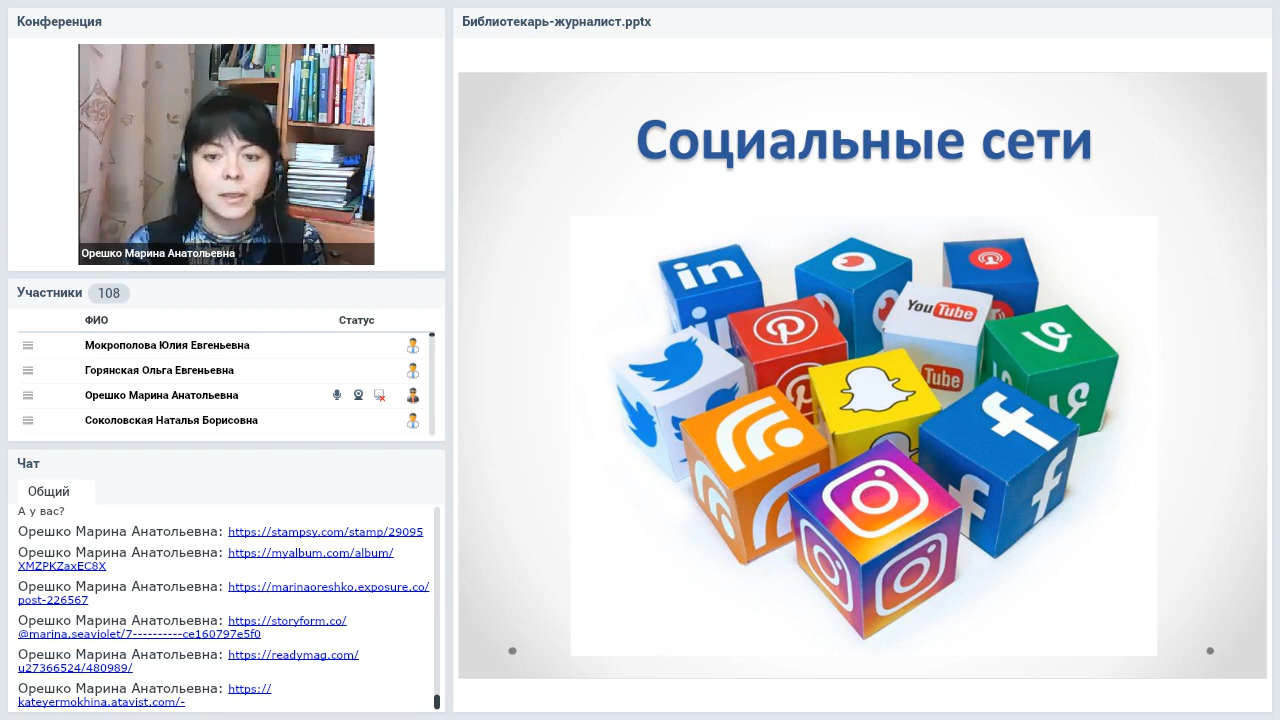 Конференция
Орешко Марина Анатольевна
Участники 108
ФИО Статус
Мокрополова Юлия Евгеньевна
Горянская Ольга Евгеньевна
Орешко Марина Анатольевна
Соколовская Наталья Борисовна
Чат
Общий
А у вас?
Орешко Марина Анатольевна: https://stampsy.com/stamp/29095
Орешко Марина Анатольевна: https://myalbum.com/album/
XMZPKZaxEC8X
Орешко Марина Анатольевна: https://marinaoreshko.exposure.co/
post-226567
Орешко Марина Анатольевна: https://storyform.co/
@marina.seaviolet/7----------ce160797e5f0
Орешко Марина Анатольевна: https://readymag.com/
u27366524/480989/
Орешко Марина Анатольевна: https://
kateyermokhina.atavist.com/-
Библиотекарь-журналист.pptx
Социальные сети
in
in
YouTube
Tube